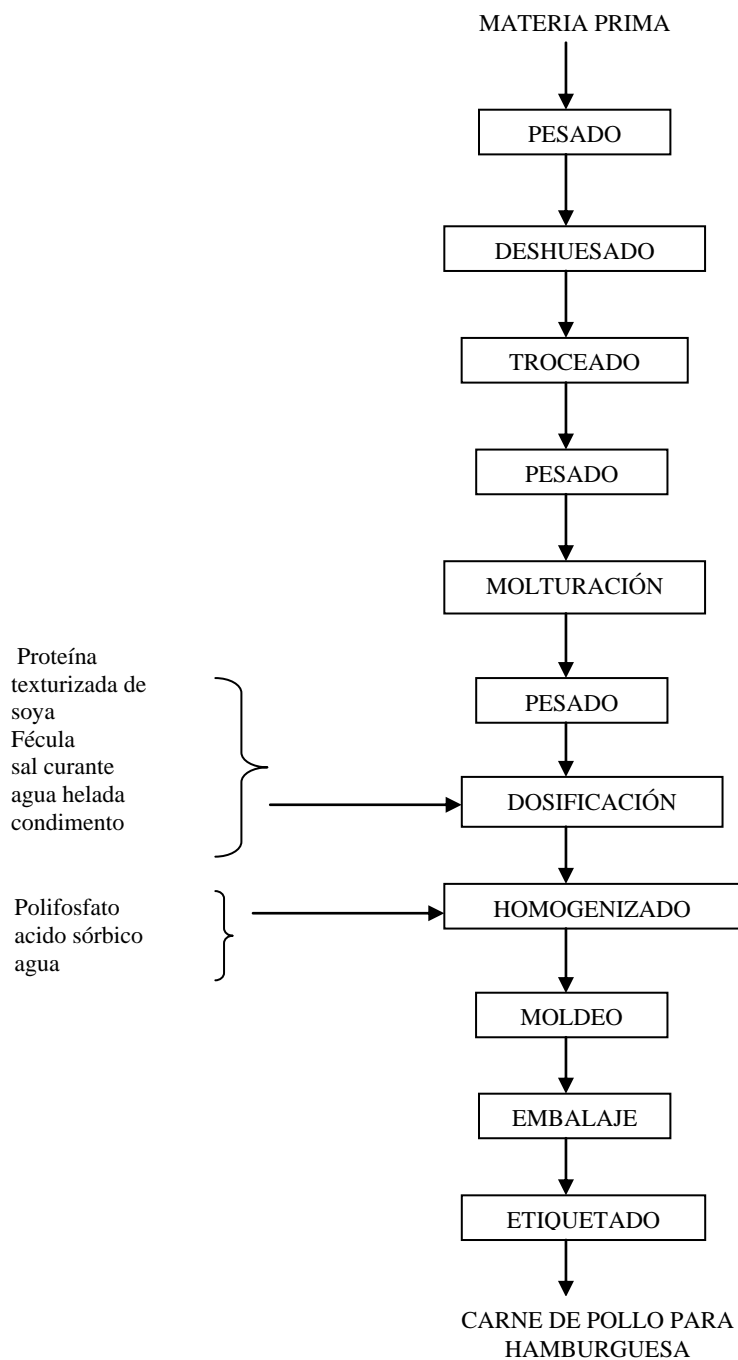 MATERIA PRIMA
PESADO
DESHUESADO
TROCEADO
PESADO
MOLTURACIÓN
Proteína
texturizada de
soya
Fécula
sal curante
agua helada
condimento
PESADO
DOSIFICACIÓN
Polifosfato
acido sórbico
agua
HOMOGENIZADO
MOLDEO
EMBALAJE
ETIQUETADO
CARNE DE POLLO PARA
HAMBURGUESA